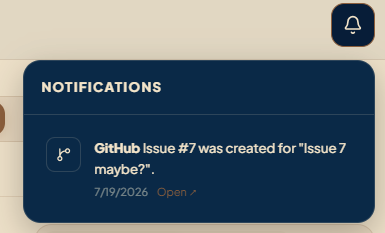 NOTIFICATIONS
GitHub Issue #7 was created for "Issue 7
maybe?".
7/19/2026 Open ↗